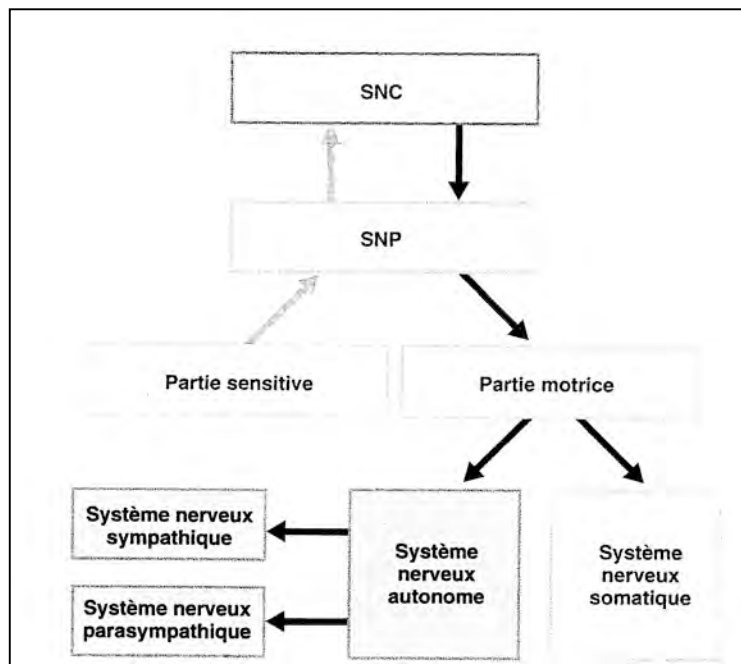 SNC
SNP
Partie sensitive
Partie motrice
Système nerveux
sympathique
Système nerveux
parasympathique
Système
nerveux
autonome
Système
nerveux
somatique